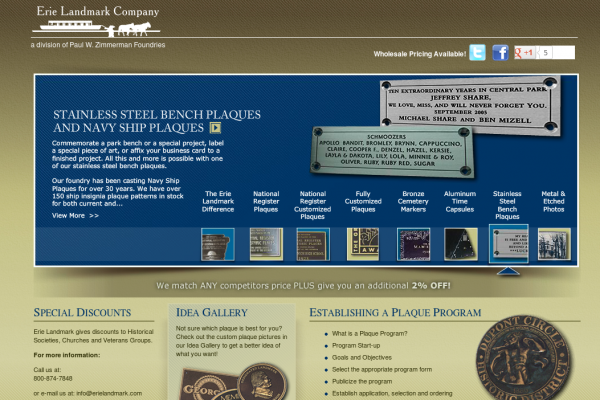 Erie Landmark Company
a division of Paul W. Zimmerman Foundries
Wholesale Pricing Available!
g +1
5
STAINLESS STEEL BENCH PLAQUES
AND NAVY SHIP PLAQUES
Commemorate a park bench or a special project, label
a special piece of art, or affix your business card to a
finished project. All this and more is possible with one
of our stainless steel bench plaques.
Our foundry has been casting Navy Ship
Plaques for over 30 years. We have over
150 ship insignia plaque patterns in stock
for both current and...
View More >>
TEN EXTRAORDINARY YEARS IN CENTRAL PARK
JEFFREY SHARE,
WE LOVE, MISS, AND WILL NEVER FORGET YOU.
SEPTEMBER 2005
MICHAEL SHARE AND BEN MIZELL
SCHMOOZERS
APOLLO BANDIT, BROMLEY, BRYNN, CAPPUCCINO,
CLAIRE, COOPER F., DENZEL, HAZEL, KERSIE,
LAYLA & DAKOTA, LILY, LOLA, MINNIE & ROY,
OLIVER, RUBY, RUBY RED, SUGAR
The Erie
Landmark
Difference
National
Register
Plaques
National
Register
Customized
Plaques
Fully
Customized
Plaques
Bronze
Cemetery
Markers
Aluminum
Time
Capsules
Stainless
Steel
Bench
Plaques
Metal &
Etched
Photos
We match ANY competitors price PLUS give you an additional 2% OFF!
SPECIAL DISCOUNTS
Erie Landmark gives discounts to Historical
Societies, Churches and Veterans Groups.
For more information:
Call us at:
800-874-7848
or e-mail us at: info@erielandmark.com
IDEA GALLERY
Not sure which plaque is best for you?
Check out the custom plaque pictures in
our Idea Gallery to get a better idea of
what you want!
GEORG
MEM
ESTABLISHING A PLAQUE PROGRAM
• What is a Plaque Program?
• Program Start-up
• Goals and Objectives
• Select the appropriate program form
• Publicize the program
• Establish application, selection and ordering
DUPONT CIRCLE
HISTORIC DISTRICT